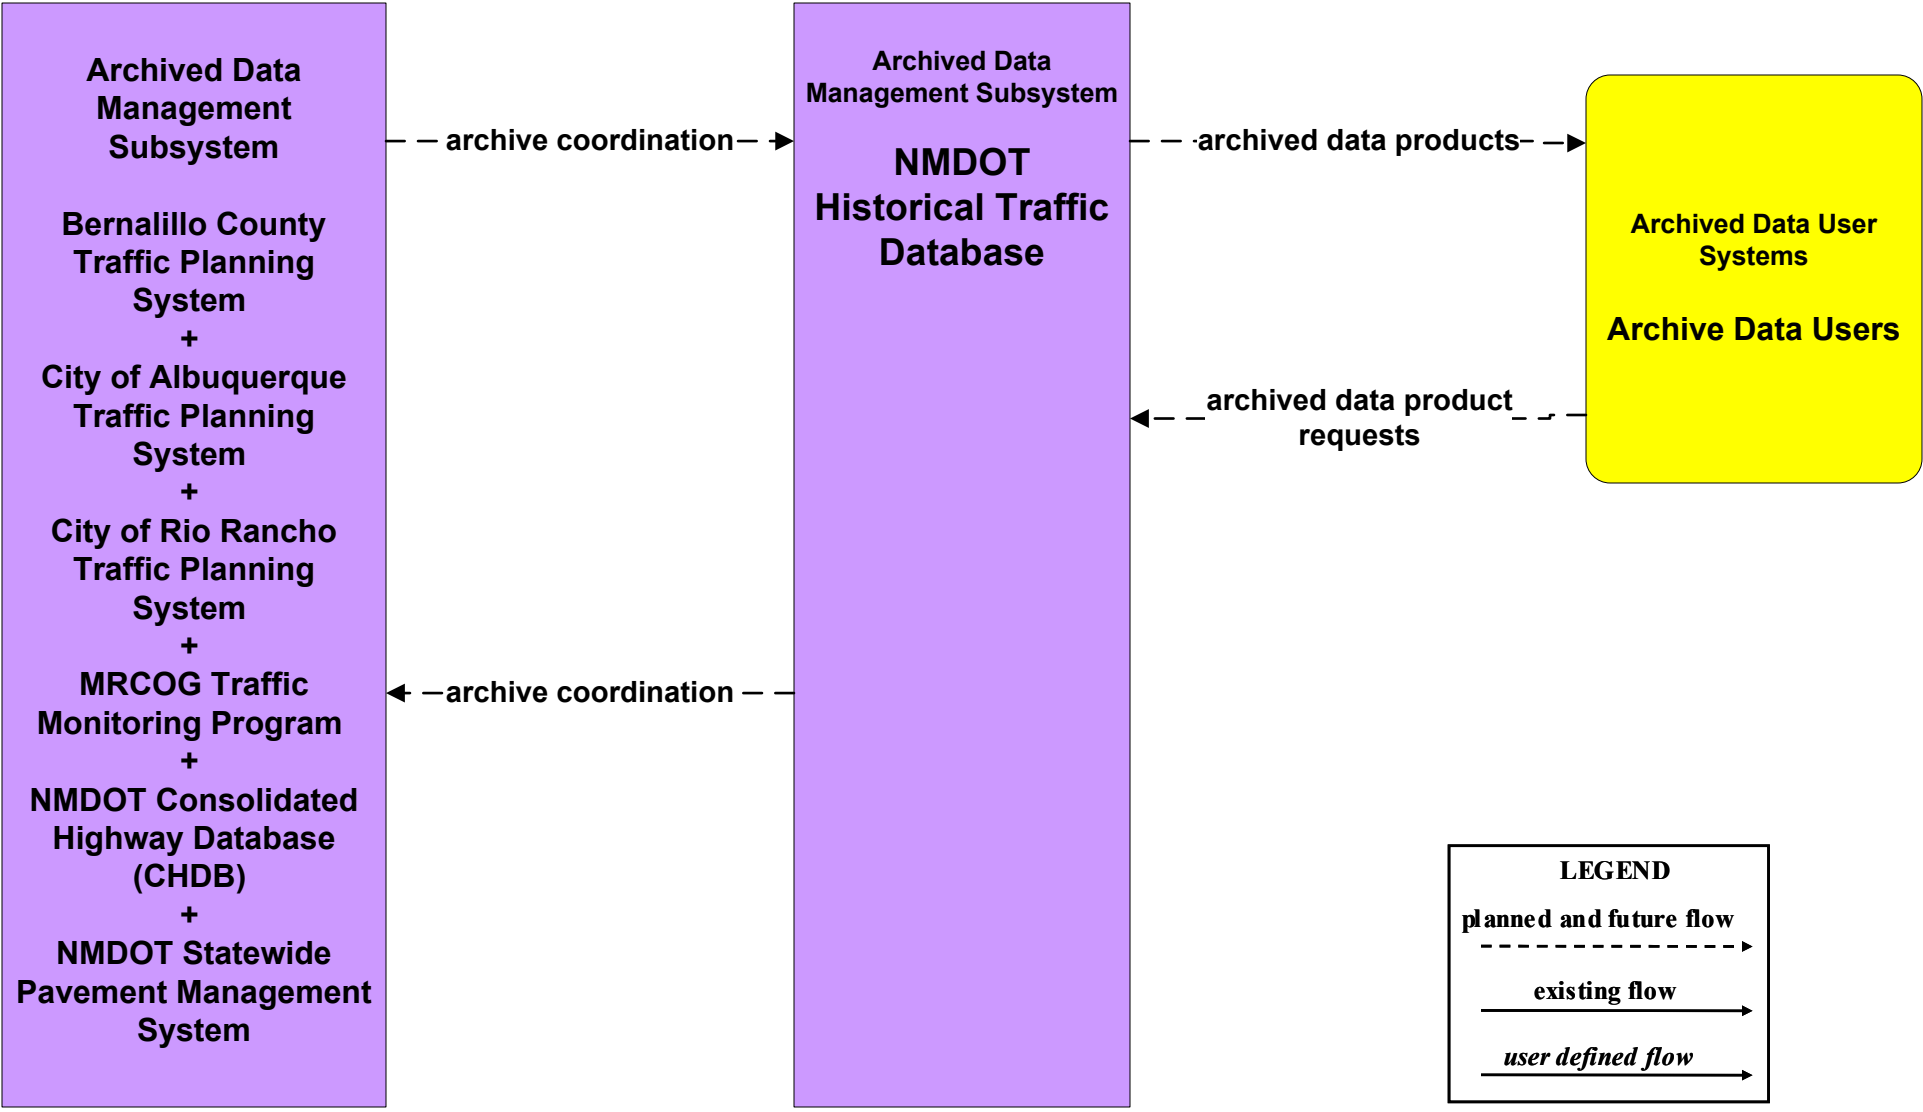 Archived Data
Management
Subsystem
Bernalillo County
Traffic Planning
System
+
City of Albuquerque
Traffic Planning
System
+
City of Rio Rancho
Traffic Planning
System
+
MRCOG Traffic
Monitoring Program
+
NMDOT Consolidated
Highway Database
(CHDB)
+
NMDOT Statewide
Pavement Management
System
archive coordination
archive coordination
Archived Data
Management Subsystem
NMDOT
Historical Traffic
Database
archived data products
archived data product
requests
Archived Data User
Systems
Archive Data Users
LEGEND
planned and future flow
existing flow
user defined flow